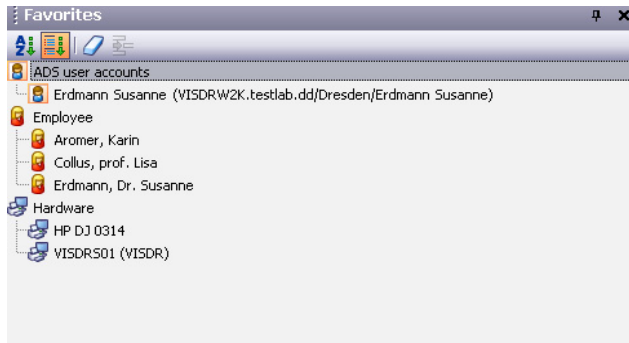 Favorites
ADS user accounts
Erdmann Susanne (VISDRW2K.testlab.dd/Dresden/Erdmann Susanne)
Employee
Aromer, Karin
Collus, prof. Lisa
Erdmann, Dr. Susanne
Hardware
HP DJ 0314
VISDRS01 (VISDR)